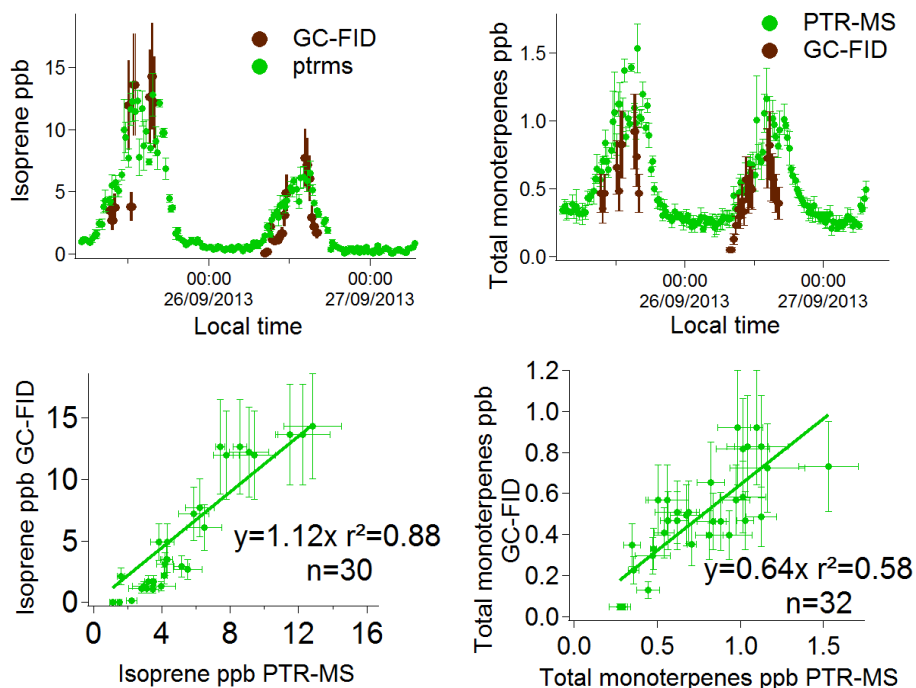 Isoprene ppb
15
10
5
0
GC-FID
ptrms
00:00
26/09/2013
00:00
27/09/2013
Local time
Total monoterpenes ppb
1.5
1.0
0.5
0.0
PTR-MS
GC-FID
00:00
26/09/2013
00:00
27/09/2013
Local time
Isoprene ppb GC-FID
15
10
5
0
y=1.12x r²=0.88
n=30
0
4
8
12
16
Isoprene ppb PTR-MS
Total monoterpenes ppb
GC-FID
1.2
1.0
0.8
0.6
0.4
0.2
0.0
y=0.64x r²=0.58
n=32
0.0
0.5
1.0
1.5
Total monoterpenes ppb PTR-MS